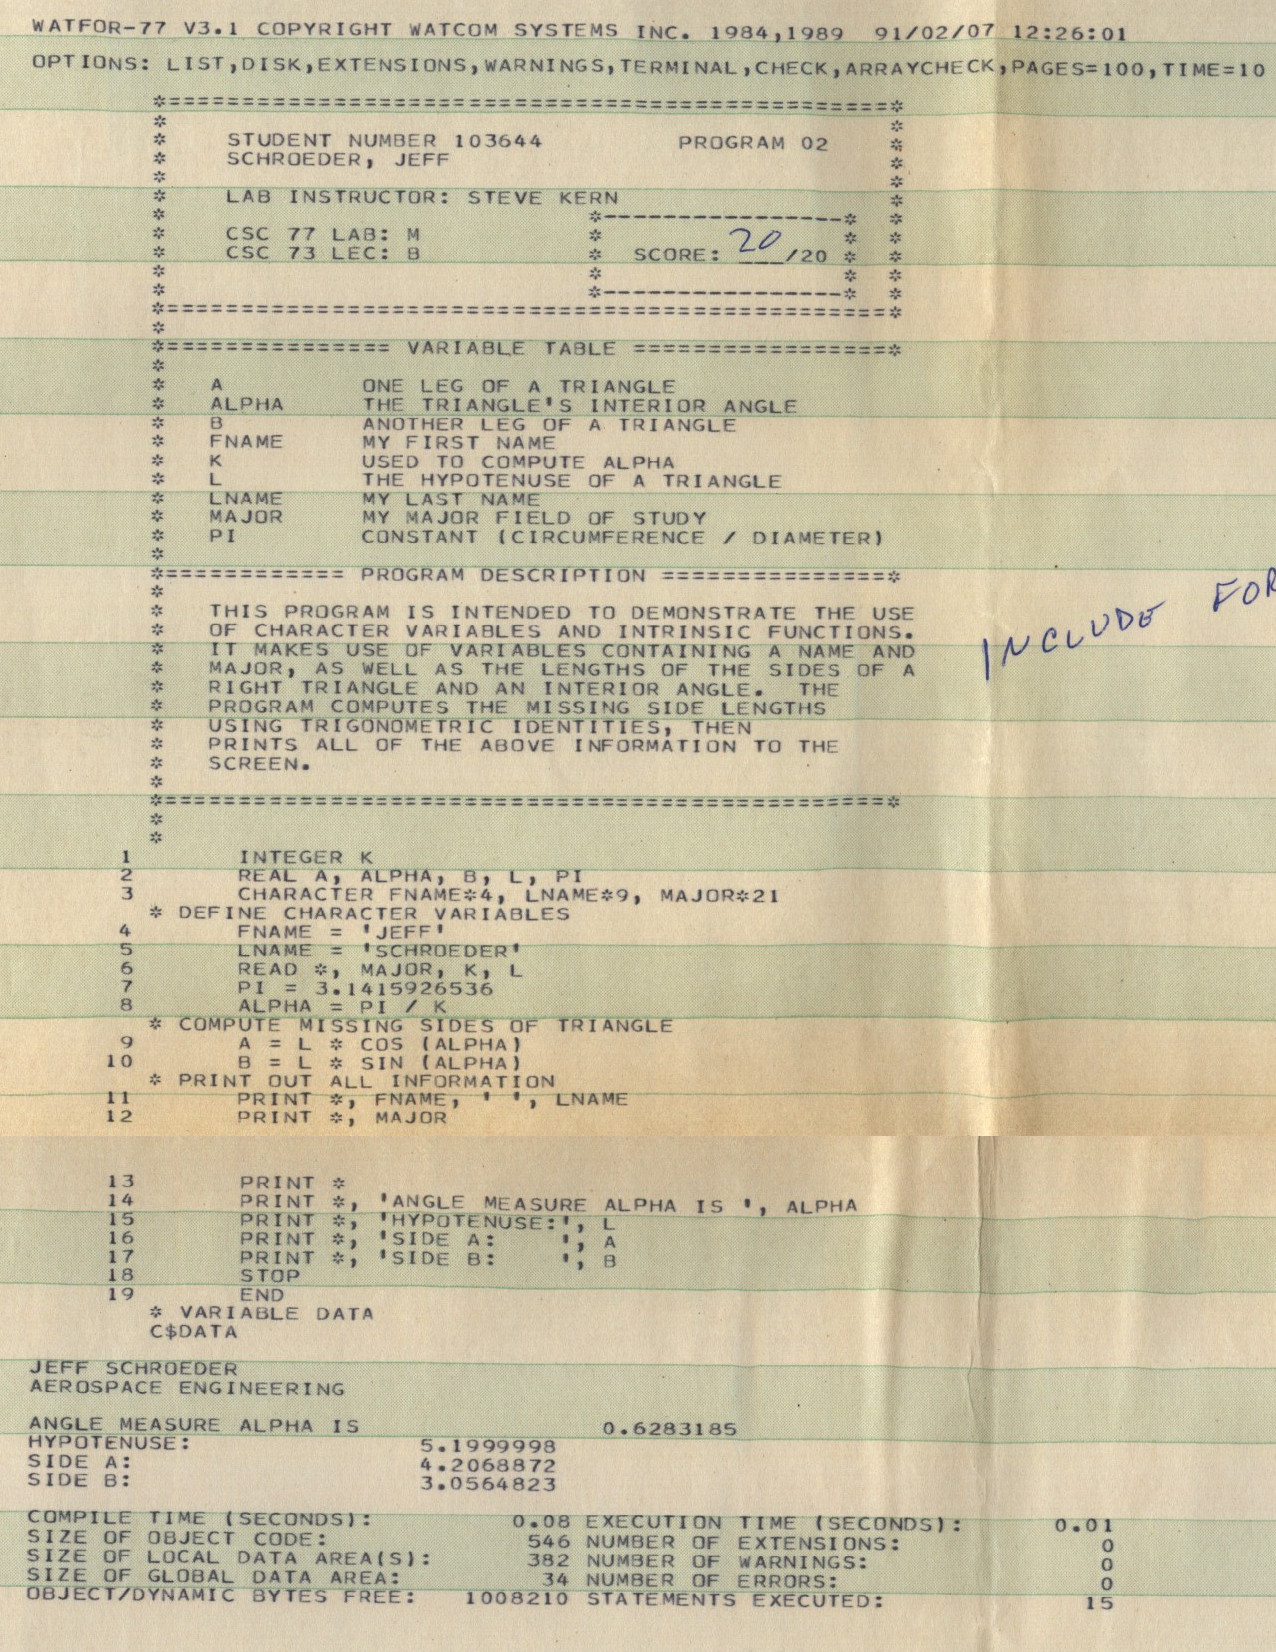 WATFOR-77 V3.1 COPYRIGHT WATCOM SYSTEMS INC. 1984,1989 91/02/07 12:26:01
OPTIONS: LIST,DISK,EXTENSIONS,WARNINGS,TERMINAL,CHECK,ARRAYCHECK,PAGES=100,TIME=10
*================================================*
* *
* STUDENT NUMBER 103644 PROGRAM 02 *
* SCHROEDER, JEFF *
* *
* LAB INSTRUCTOR: STEVE KERN *
* *-----------------* *
* CSC 77 LAB: M * * *
* CSC 73 LEC: B * SCORE: 20 /20 * *
* * * *
* *-----------------* *
*================================================*
*
*=============== VARIABLE TABLE =================*
*
* A ONE LEG OF A TRIANGLE
* ALPHA THE TRIANGLE'S INTERIOR ANGLE
* B ANOTHER LEG OF A TRIANGLE
* FNAME MY FIRST NAME
* K USED TO COMPUTE ALPHA
* L THE HYPOTENUSE OF A TRIANGLE
* LNAME MY LAST NAME
* MAJOR MY MAJOR FIELD OF STUDY
* PI CONSTANT (CIRCUMFERENCE / DIAMETER)
*
*============ PROGRAM DESCRIPTION ===============*
*
* THIS PROGRAM IS INTENDED TO DEMONSTRATE THE USE
* OF CHARACTER VARIABLES AND INTRINSIC FUNCTIONS.
* IT MAKES USE OF VARIABLES CONTAINING A NAME AND
* MAJOR, AS WELL AS THE LENGTHS OF THE SIDES OF A
* RIGHT TRIANGLE AND AN INTERIOR ANGLE. THE
* PROGRAM COMPUTES THE MISSING SIDE LENGTHS
* USING TRIGONOMETRIC IDENTITIES, THEN
* PRINTS ALL OF THE ABOVE INFORMATION TO THE
* SCREEN.
*
*================================================*
*
*
INCLUDE FOR
1 INTEGER K
2 REAL A, ALPHA, B, L, PI
3 CHARACTER FNAME*4, LNAME*9, MAJOR*21
* DEFINE CHARACTER VARIABLES
4 FNAME = 'JEFF'
5 LNAME = 'SCHROEDER'
6 READ *, MAJOR, K, L
7 PI = 3.1415926536
8 ALPHA = PI / K
* COMPUTE MISSING SIDES OF TRIANGLE
9 A = L * COS (ALPHA)
10 B = L * SIN (ALPHA)
* PRINT OUT ALL INFORMATION
11 PRINT *, FNAME, ' ', LNAME
12 PRINT *, MAJOR
13 PRINT *
14 PRINT *, 'ANGLE MEASURE ALPHA IS ', ALPHA
15 PRINT *, 'HYPOTENUSE:', L
16 PRINT *, 'SIDE A: ', A
17 PRINT *, 'SIDE B: ', B
18 STOP
19 END
* VARIABLE DATA
C$DATA
JEFF SCHROEDER
AEROSPACE ENGINEERING
ANGLE MEASURE ALPHA IS 0.6283185
HYPOTENUSE: 5.1999998
SIDE A: 4.2068872
SIDE B: 3.0564823
COMPILE TIME (SECONDS): 0.08 EXECUTION TIME (SECONDS): 0.01
SIZE OF OBJECT CODE: 546 NUMBER OF EXTENSIONS: 0
SIZE OF LOCAL DATA AREA(S): 382 NUMBER OF WARNINGS: 0
SIZE OF GLOBAL DATA AREA: 34 NUMBER OF ERRORS: 0
OBJECT/DYNAMIC BYTES FREE: 1008210 STATEMENTS EXECUTED: 15